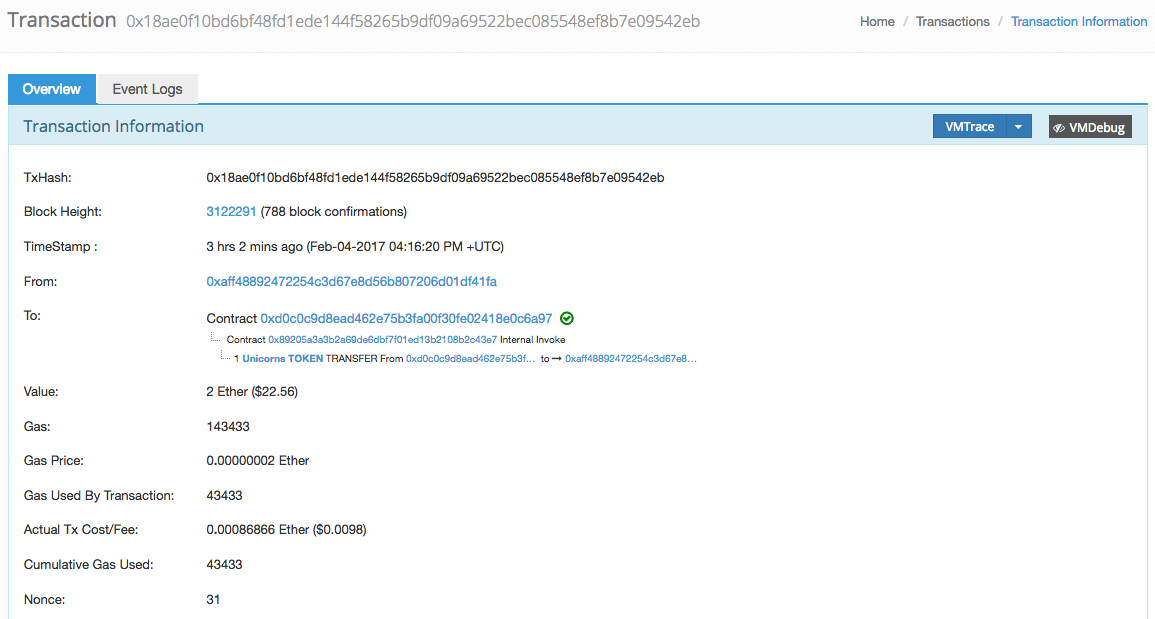 Transaction 0x18ae0f10bd6bf48fd1ede144f58265b9df09a69522bec085548ef8b7e09542eb Home / Transactions / Transaction Information
Overview Event Logs
Transaction Information VMTrace VMDebug
TxHash: 0x18ae0f10bd6bf48fd1ede144f58265b9df09a69522bec085548ef8b7e09542eb
Block Height: 3122291 (788 block confirmations)
TimeStamp : 3 hrs 2 mins ago (Feb-04-2017 04:16:20 PM +UTC)
From: 0xaff48892472254c3d67e8d56b807206d01df41fa
To: Contract 0xd0c0c9d8ead462e75b3fa00f30fe02418e0c6a97
Contract 0x89205a3a3b2a69de6dbf7f01ed13b2108b2c43e7 Internal Invoke
1 Unicorns TOKEN TRANSFER From 0xd0c0c9d8ead462e75b3f... to → 0xaff48892472254c3d67e8...
Value: 2 Ether ($22.56)
Gas: 143433
Gas Price: 0.00000002 Ether
Gas Used By Transaction: 43433
Actual Tx Cost/Fee: 0.00086866 Ether ($0.0098)
Cumulative Gas Used: 43433
Nonce: 31